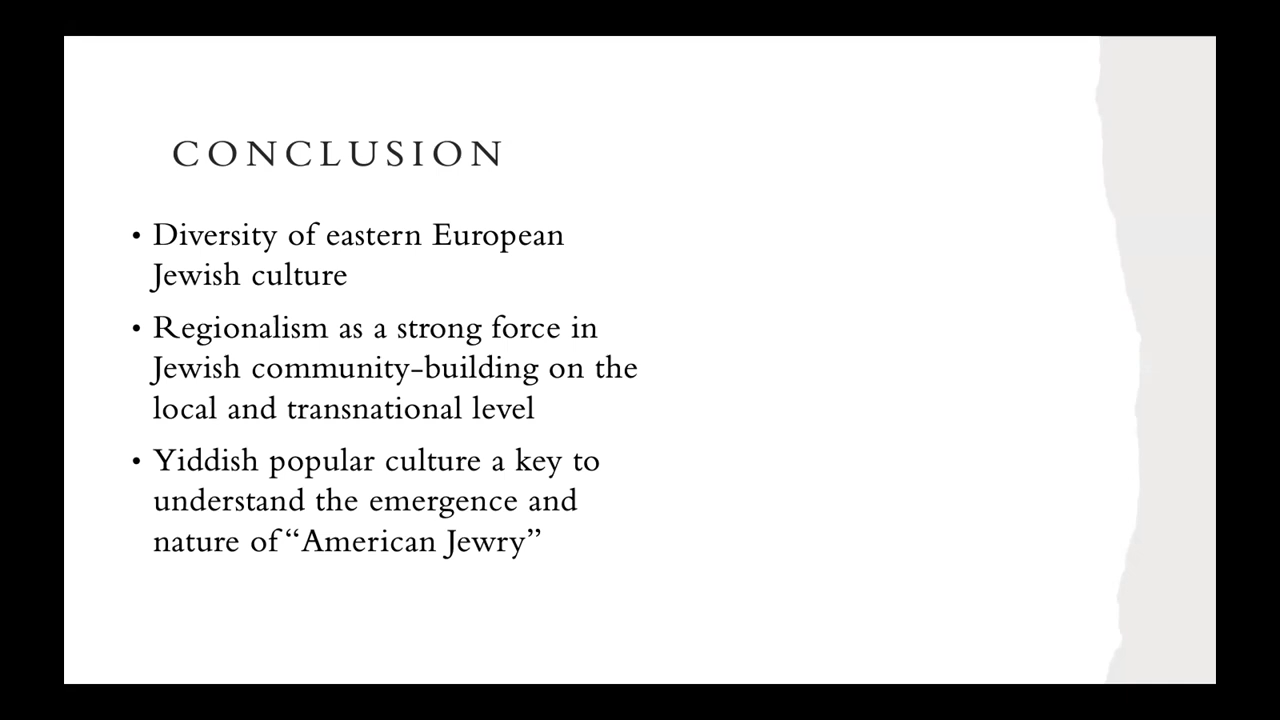 CONCLUSION
• Diversity of eastern European
Jewish culture
• Regionalism as a strong force in
Jewish community-building on the
local and transnational level
• Yiddish popular culture a key to
understand the emergence and
nature of “American Jewry”